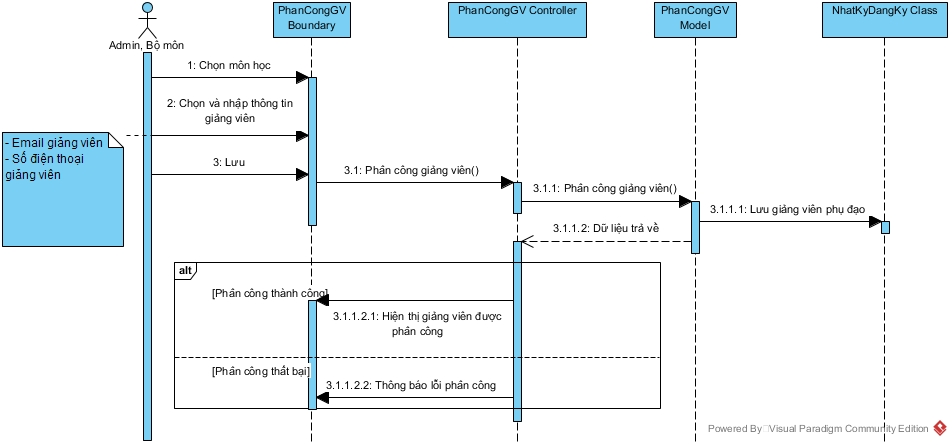 PhanCongGV
Boundary
PhanCongGV Controller
PhanCongGV
Model
NhatKyDangKy Class
Admin, Bộ môn
1: Chọn môn học
2: Chọn và nhập thông tin
giảng viên
- Email giảng viên
- Số điện thoại
giảng viên
3: Lưu
3.1: Phân công giảng viên()
3.1.1: Phân công giảng viên()
3.1.1.1: Lưu giảng viên phụ đạo
3.1.1.2: Dữ liệu trả về
alt
[Phân công thành công]
3.1.1.2.1: Hiện thị giảng viên được
phân công
[Phân công thất bại]
3.1.1.2.2: Thông báo lỗi phân công
Powered By Visual Paradigm Community Edition